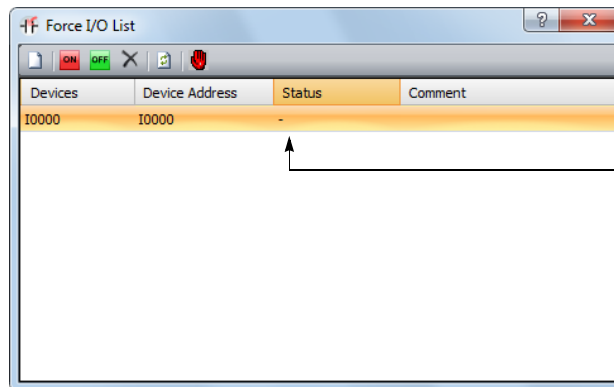 Force I/O List
ON OFF
Devices Device Address Status Comment
I0000 I0000 -